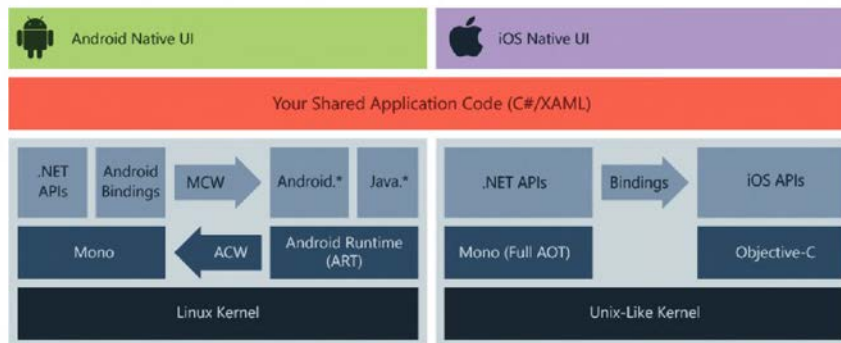 Android Native UI
iOS Native UI
Your Shared Application Code (C#/XAML)
.NET
APIs
Android
Bindings
MCW
Android.*
Java.*
Mono
ACW
Android Runtime
(ART)
Linux Kernel
.NET APIs
Bindings
iOS APIs
Mono (Full AOT)
Objective-C
Unix-Like Kernel